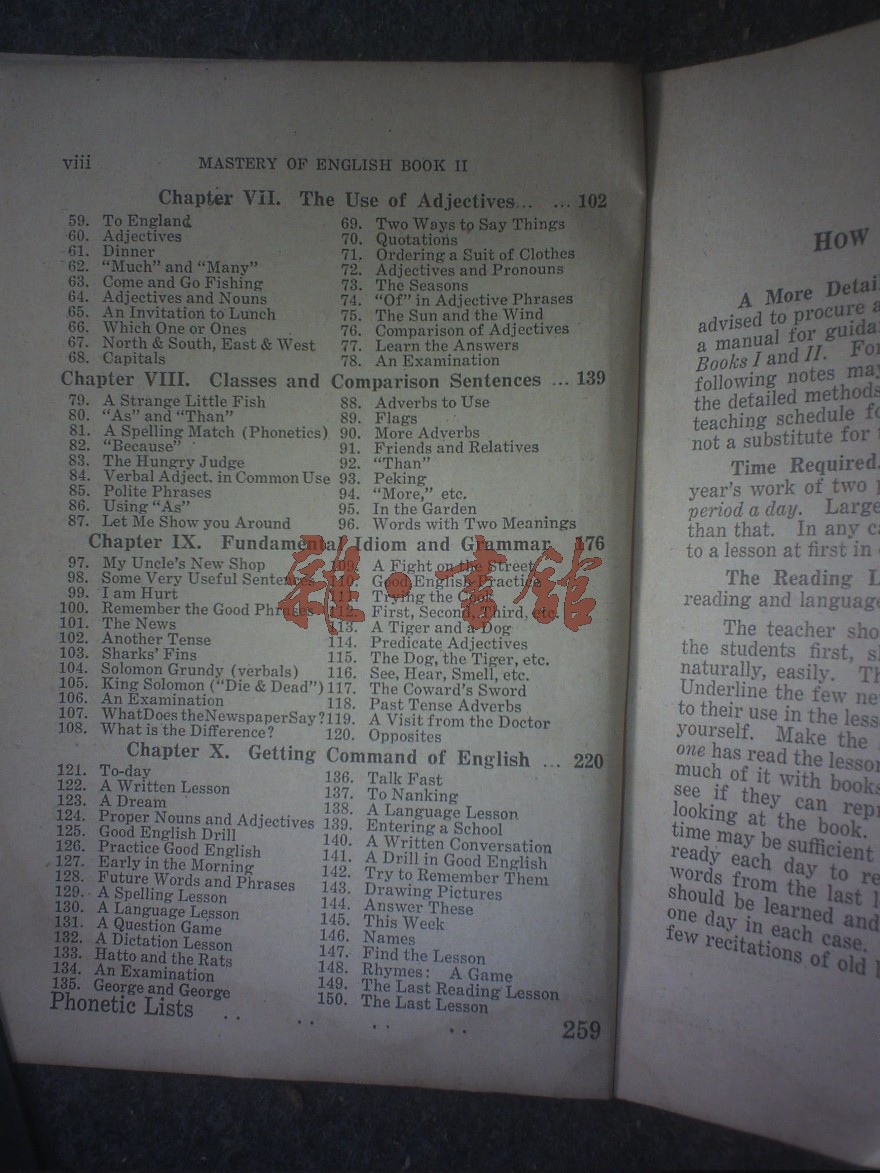 viii MASTERY OF ENGLISH BOOK II
Chapter VII. The Use of Adjectives... ... 102
59. To England
60. Adjectives
61. Dinner
62. "Much" and "Many"
63. Come and Go Fishing
64. Adjectives and Nouns
65. An Invitation to Lunch
66. Which One or Ones
67. North & South, East & West
68. Capitals
69. Two Ways to Say Things
70. Quotations
71. Ordering a Suit of Clothes
72. Adjectives and Pronouns
73. The Seasons
74. "Of" in Adjective Phrases
75. The Sun and the Wind
76. Comparison of Adjectives
77. Learn the Answers
78. An Examination
Chapter VIII. Classes and Comparison Sentences ... 139
79. A Strange Little Fish
80. "As" and "Than"
81. A Spelling Match (Phonetics)
82. "Because"
83. The Hungry Judge
84. Verbal Adject. in Common Use
85. Polite Phrases
86. Using "As"
87. Let Me Show you Around
88. Adverbs to Use
89. Flags
90. More Adverbs
91. Friends and Relatives
92. "Than"
93. Peking
94. "More," etc.
95. In the Garden
96. Words with Two Meanings
Chapter IX. Fundamental Idiom and Grammar 176
97. My Uncle's New Shop
98. Some Very Useful Sentences
99. I am Hurt
100. Remember the Good Phrases
101. The News
102. Another Tense
103. Sharks' Fins
104. Solomon Grundy (verbals)
105. King Solomon ("Die & Dead")
106. An Examination
107. What Does the Newspaper Say?
108. What is the Difference?
109. A Fight on the Street
110. Good English Practice
111. Trying the Cook
112. First, Second, Third, etc.
113. A Tiger and a Dog
114. Predicate Adjectives
115. The Dog, the Tiger, etc.
116. See, Hear, Smell, etc.
117. The Coward's Sword
118. Past Tense Adverbs
119. A Visit from the Doctor
120. Opposites
Chapter X. Getting Command of English ... 220
121. To-day
122. A Written Lesson
123. A Dream
124. Proper Nouns and Adjectives
125. Good English Drill
126. Practice Good English
127. Early in the Morning
128. Future Words and Phrases
129. A Spelling Lesson
130. A Language Lesson
131. A Question Game
132. A Dictation Lesson
133. Hatto and the Rats
134. An Examination
135. George and George
136. Talk Fast
137. To Nanking
138. A Language Lesson
139. Entering a School
140. A Written Conversation
141. A Drill in Good English
142. Try to Remember Them
143. Drawing Pictures
144. Answer These
145. This Week
146. Names
147. Find the Lesson
148. Rhymes: A Game
149. The Last Reading Lesson
150. The Last Lesson
Phonetic Lists .. .. .. .. 259
雜·書館
HOW
A More Detai
advised to procure a
a manual for guida
Books I and II. For
following notes may
the detailed methods
teaching schedule fo
not a substitute for
Time Required.
year's work of two
period a day. Large
than that. In any ca
to a lesson at first in
The Reading L
reading and language
The teacher sho
the students first, s
naturally, easily. Th
Underline the few ne
to their use in the less
yourself. Make the
one has read the lesson
much of it with books
see if they can rep
looking at the book.
time may be sufficient
ready each day to re
words from the last l
should be learned and
one day in each case.
few recitations of old